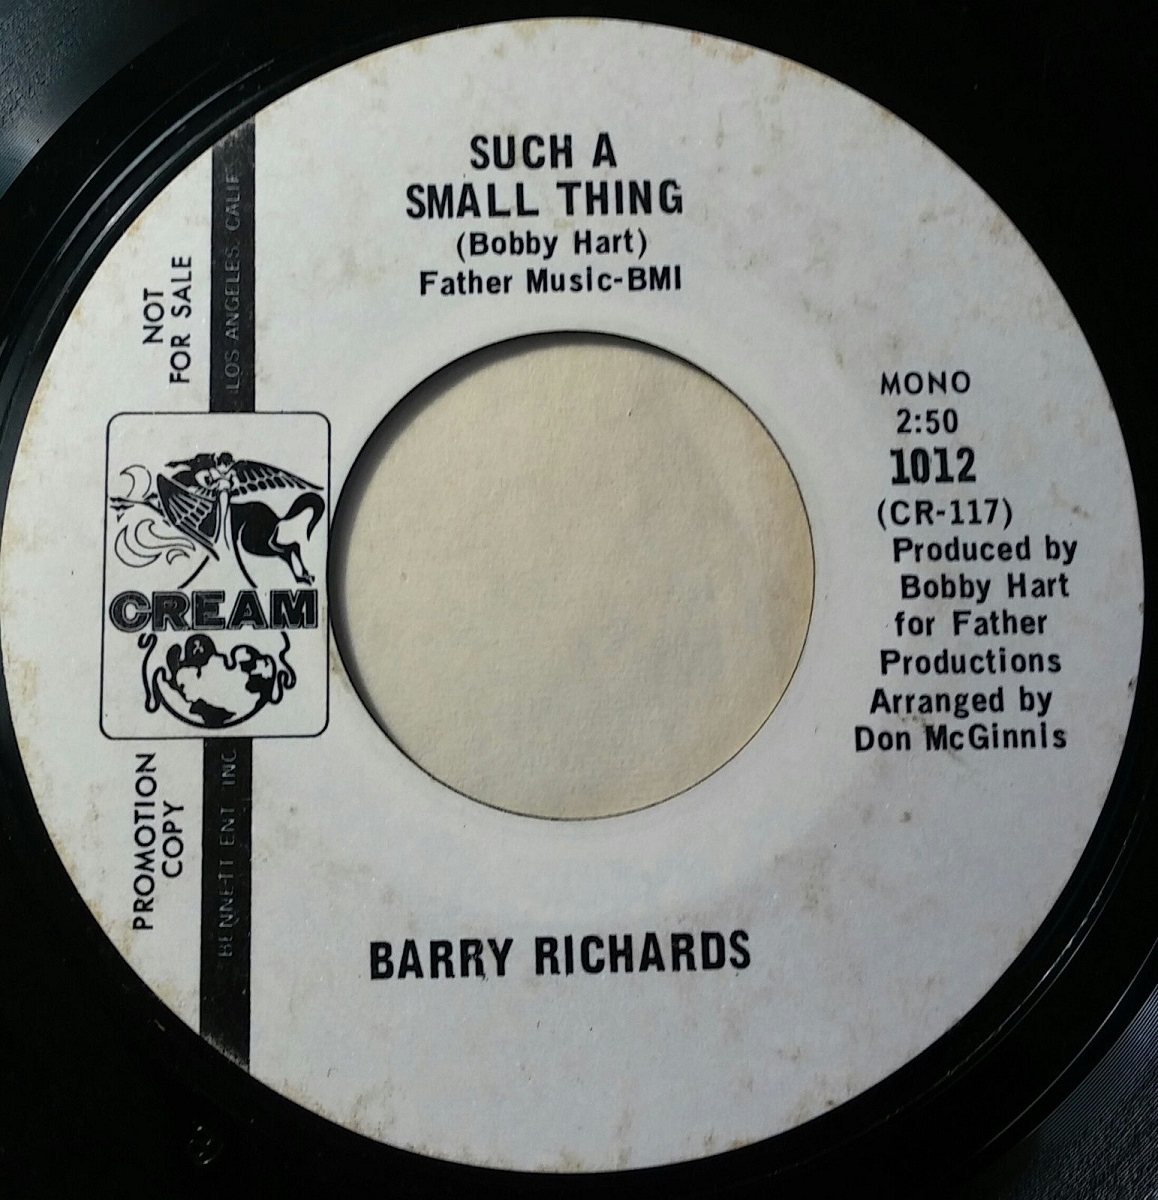 SUCH A
SMALL THING
(Bobby Hart)
Father Music-BMI
NOT
FOR SALE
LOS ANGELES, CALIF
MONO
2:50
1012
(CR-117)
Produced by
Bobby Hart
for Father
Productions
Arranged by
Don McGinnis
CREAM
PROMOTION
COPY
BENNETT ENT INC
BARRY RICHARDS